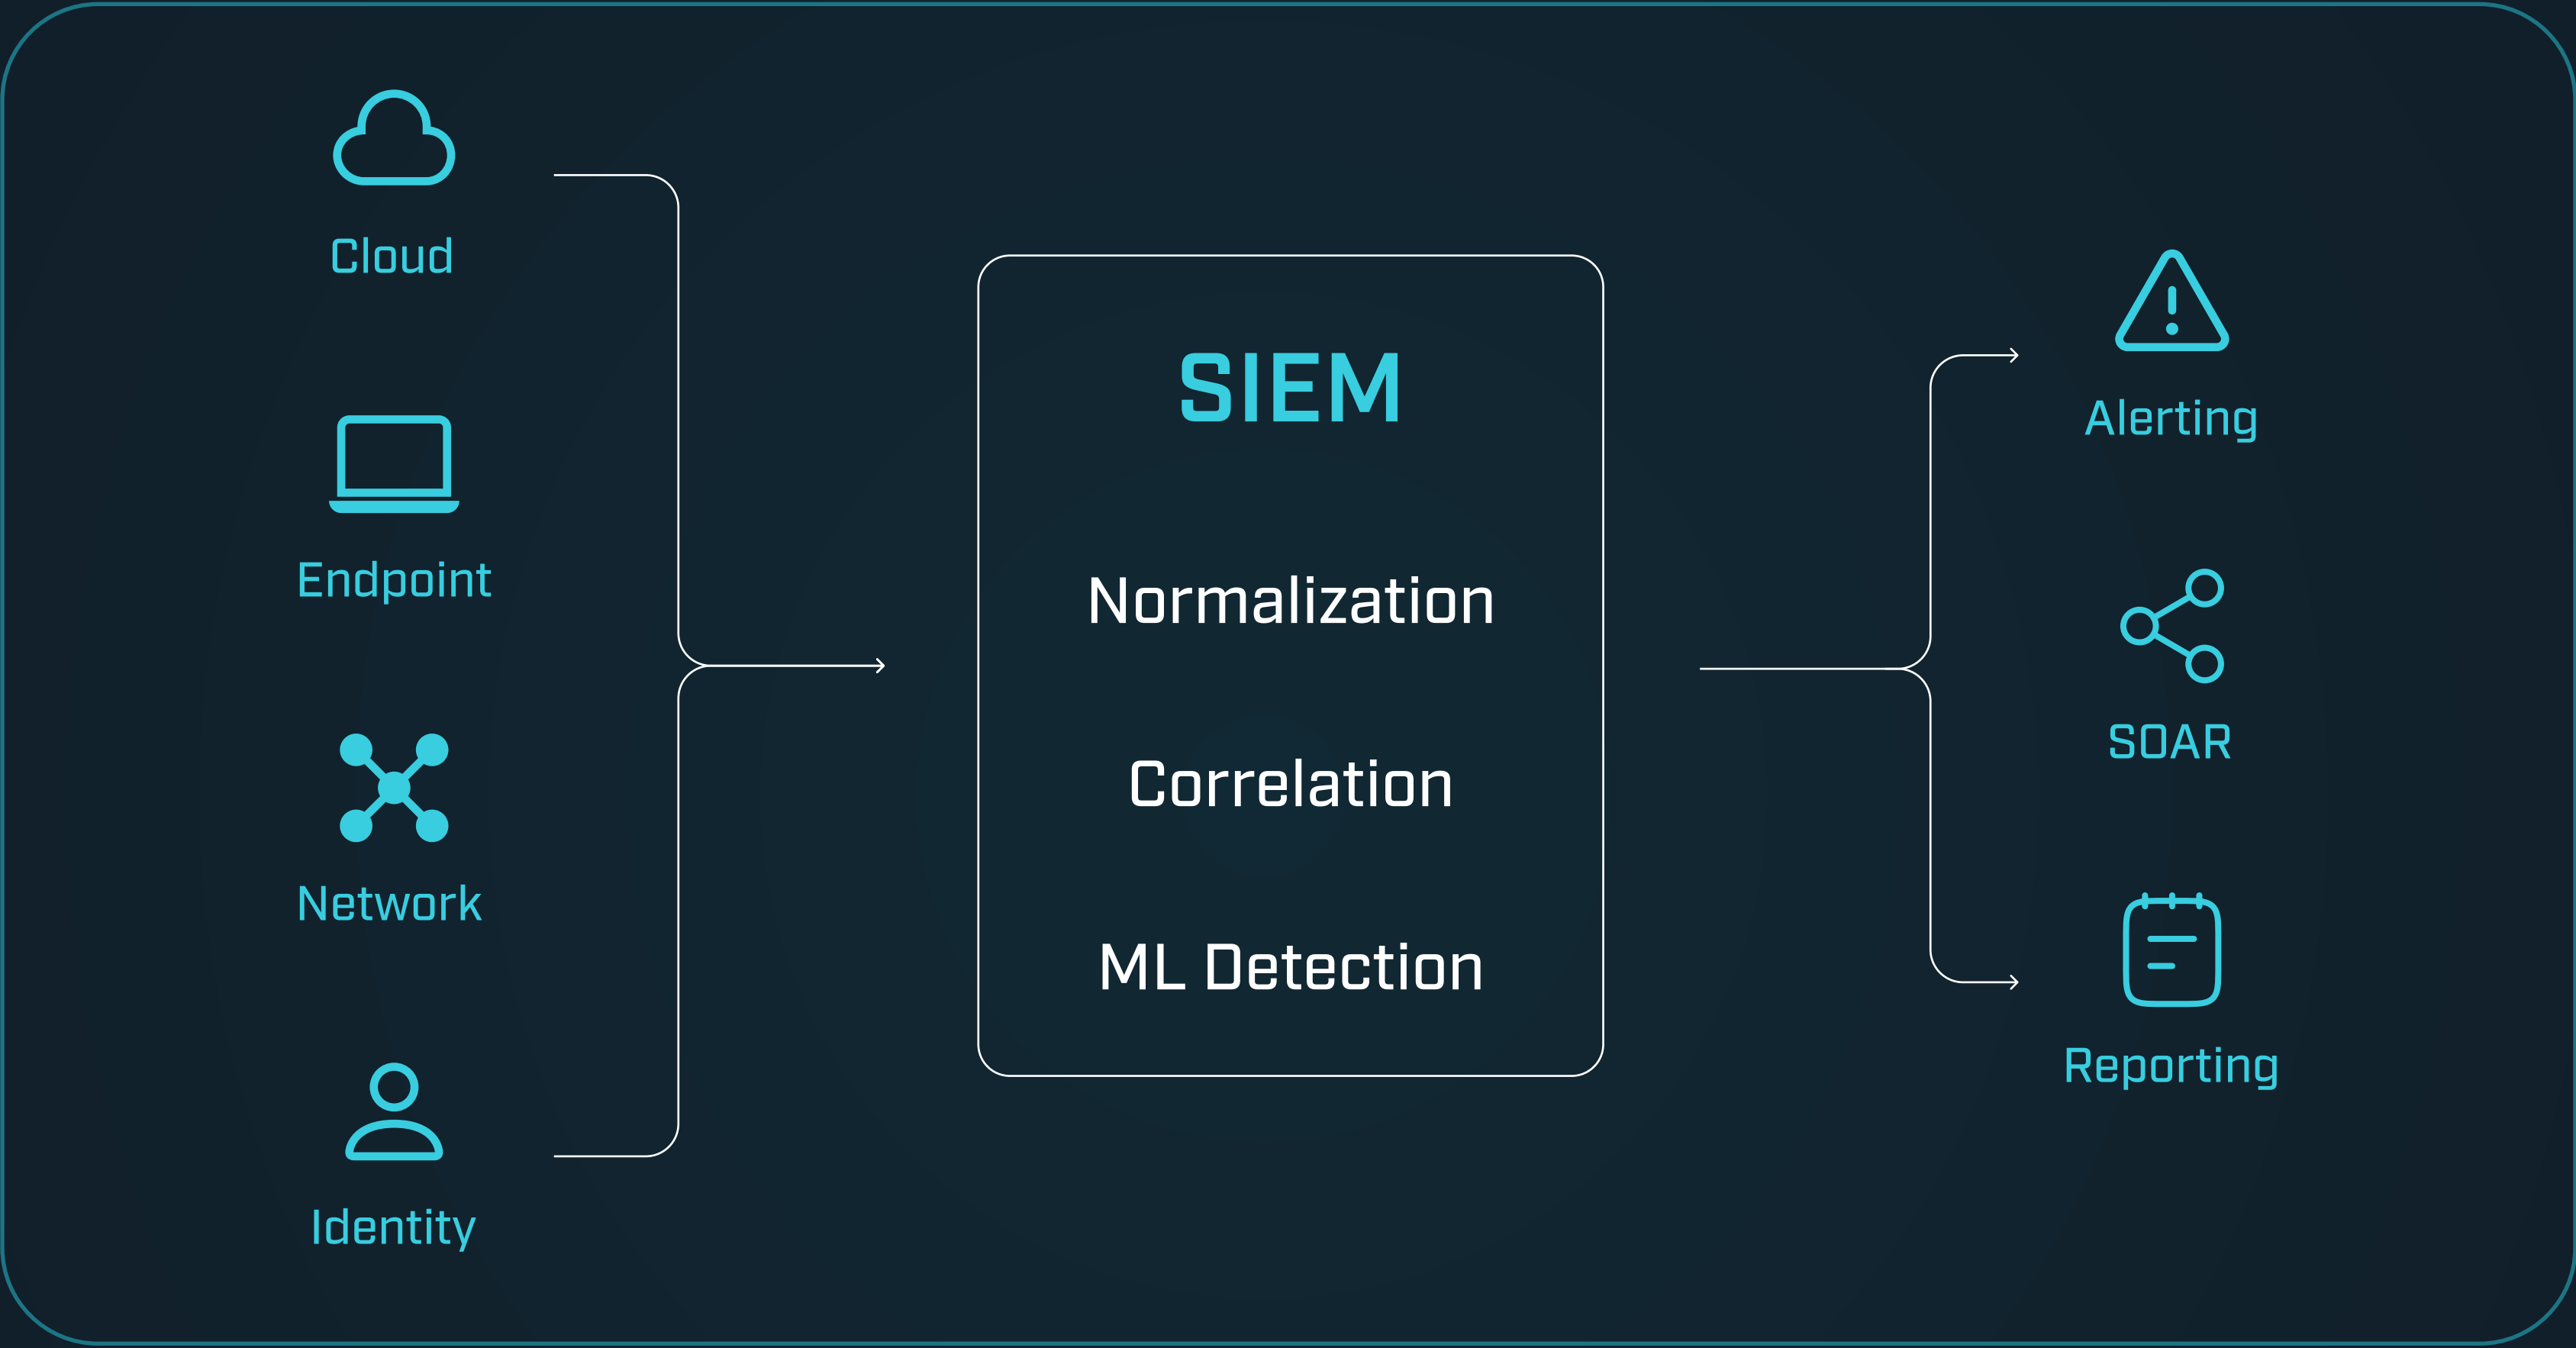 Cloud
Endpoint
Network
Identity
SIEM
Normalization
Correlation
ML Detection
Alerting
SOAR
Reporting